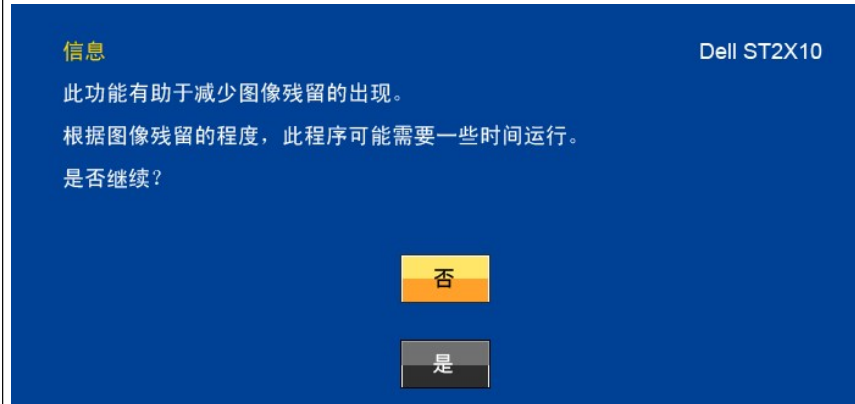 信息
Dell ST2X10
此功能有助于减少图像残留的出现。
根据图像残留的程度，此程序可能需要一些时间运行。
是否继续？
否
是